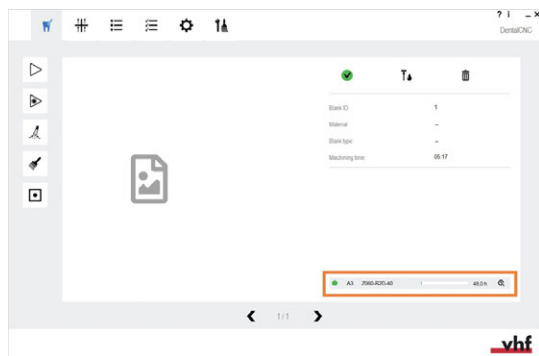 ? i – ×
DentalCNC
Blank ID: 1
Material: –
Blank type: –
Machining time: 05:17
A3 Z060-R2D-40 48,0 h
1/1
vhf